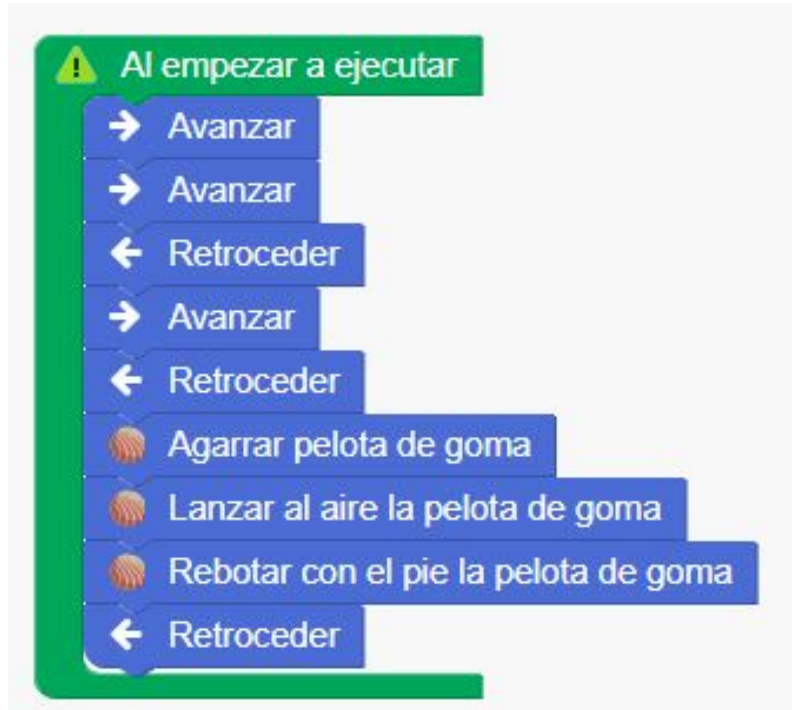 Al empezar a ejecutar
Avanzar
Avanzar
Retroceder
Avanzar
Retroceder
Agarrar pelota de goma
Lanzar al aire la pelota de goma
Rebotar con el pie la pelota de goma
Retroceder